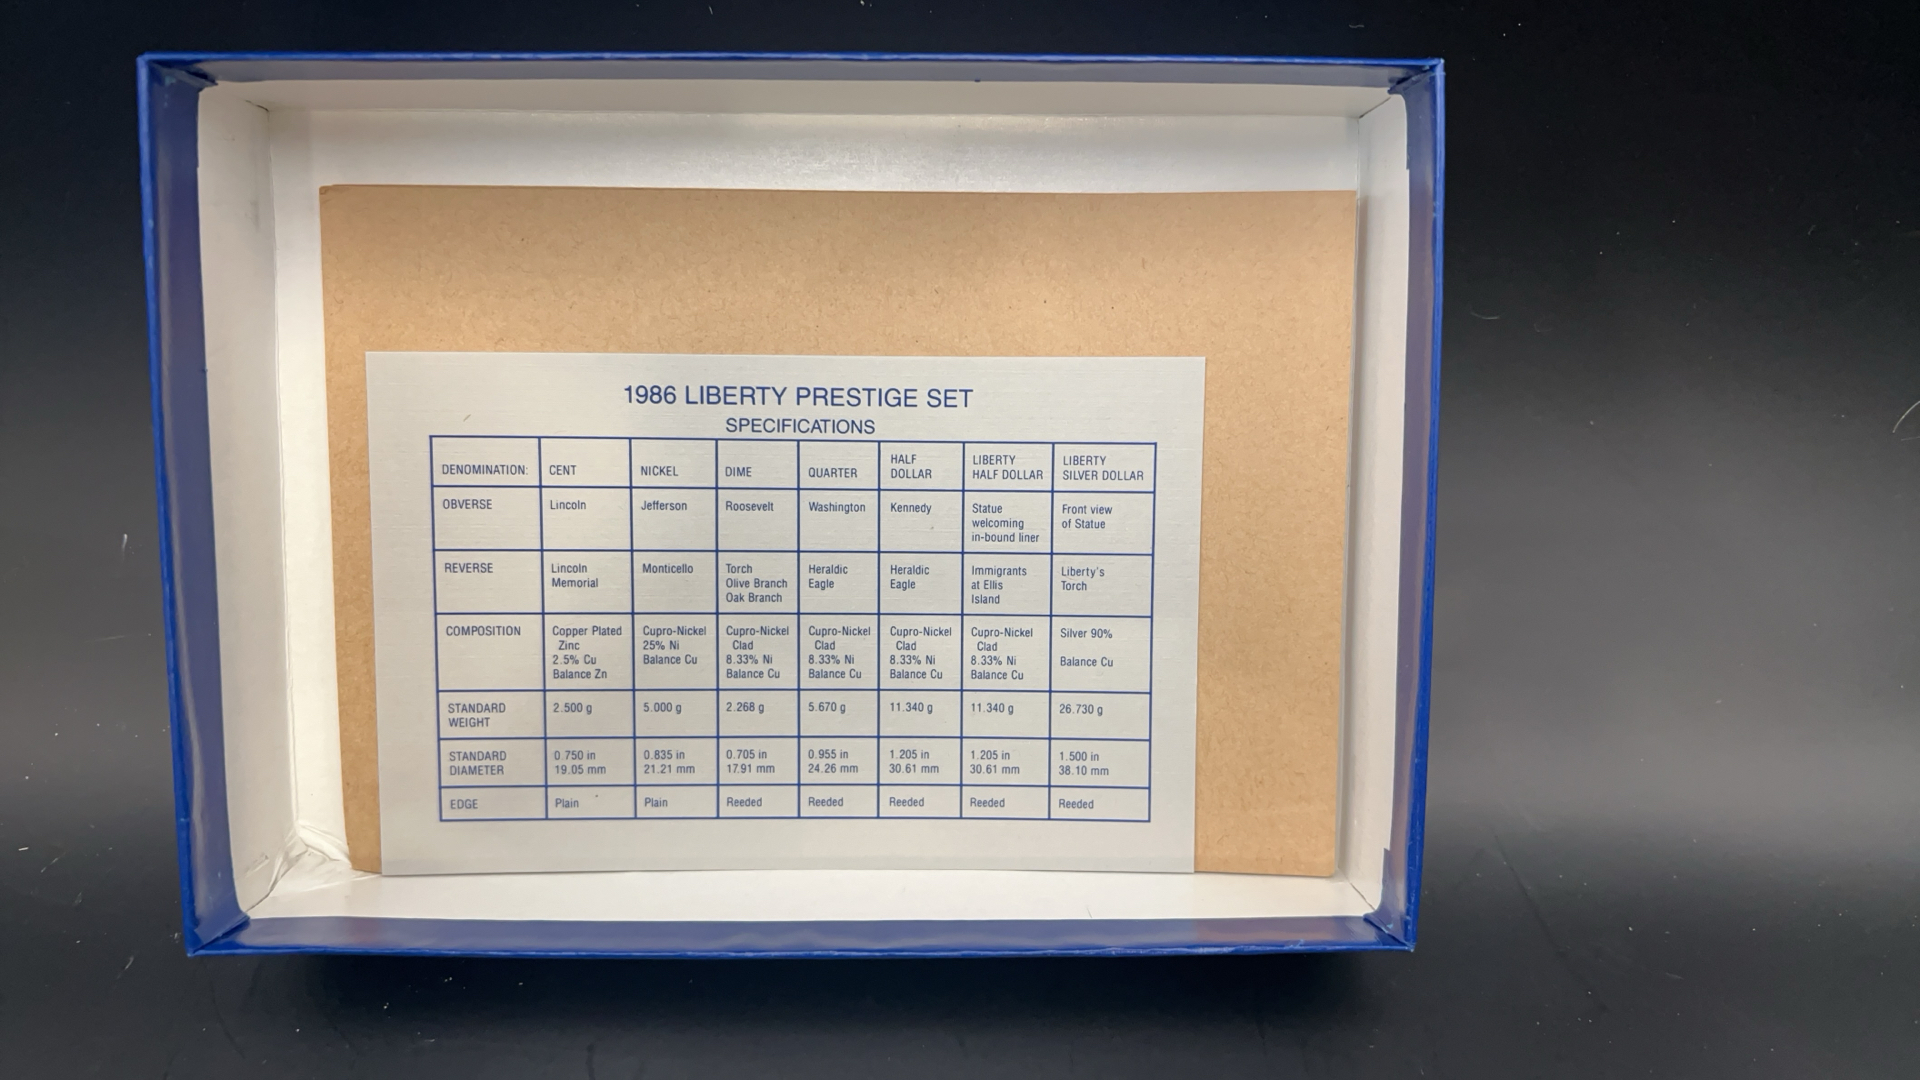 1986 LIBERTY PRESTIGE SET
SPECIFICATIONS
DENOMINATION: CENT NICKEL DIME QUARTER HALF DOLLAR LIBERTY HALF DOLLAR LIBERTY SILVER DOLLAR
OBVERSE Lincoln Jefferson Roosevelt Washington Kennedy Statue welcoming in-bound liner Front view of Statue
REVERSE Lincoln Memorial Monticello Torch Olive Branch Oak Branch Heraldic Eagle Heraldic Eagle Immigrants at Ellis Island Liberty's Torch
COMPOSITION Copper Plated Zinc 2.5% Cu Balance Zn Cupro-Nickel 25% Ni Balance Cu Cupro-Nickel Clad 8.33% Ni Balance Cu Cupro-Nickel Clad 8.33% Ni Balance Cu Cupro-Nickel Clad 8.33% Ni Balance Cu Cupro-Nickel Clad 8.33% Ni Balance Cu Silver 90% Balance Cu
STANDARD WEIGHT 2.500 g 5.000 g 2.268 g 5.670 g 11.340 g 11.340 g 26.730 g
STANDARD DIAMETER 0.750 in 19.05 mm 0.835 in 21.21 mm 0.705 in 17.91 mm 0.955 in 24.26 mm 1.205 in 30.61 mm 1.205 in 30.61 mm 1.500 in 38.10 mm
EDGE Plain Plain Reeded Reeded Reeded Reeded Reeded